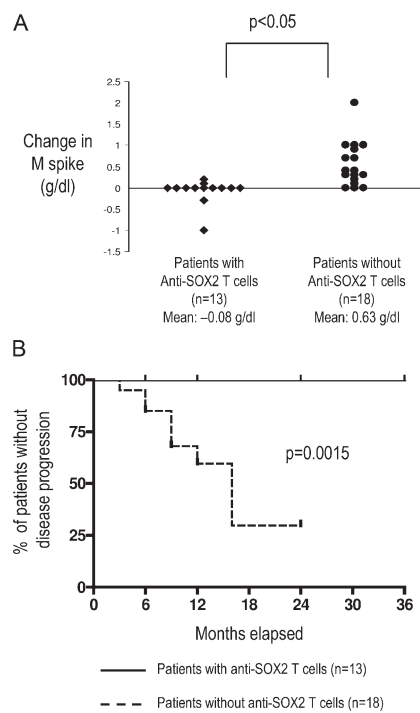 A
p<0.05
Change in
M spike
(g/dl)
2.5
2
1.5
1
0.5
0
-0.5
-1
-1.5
Patients with
Anti-SOX2 T cells
(n=13)
Mean: –0.08 g/dl
Patients without
Anti-SOX2 T cells
(n=18)
Mean: 0.63 g/dl
B
% of patients without
disease progression
100
75
50
25
0
p=0.0015
0 6 12 18 24 30 36
Months elapsed
Patients with anti-SOX2 T cells (n=13)
Patients without anti-SOX2 T cells (n=18)